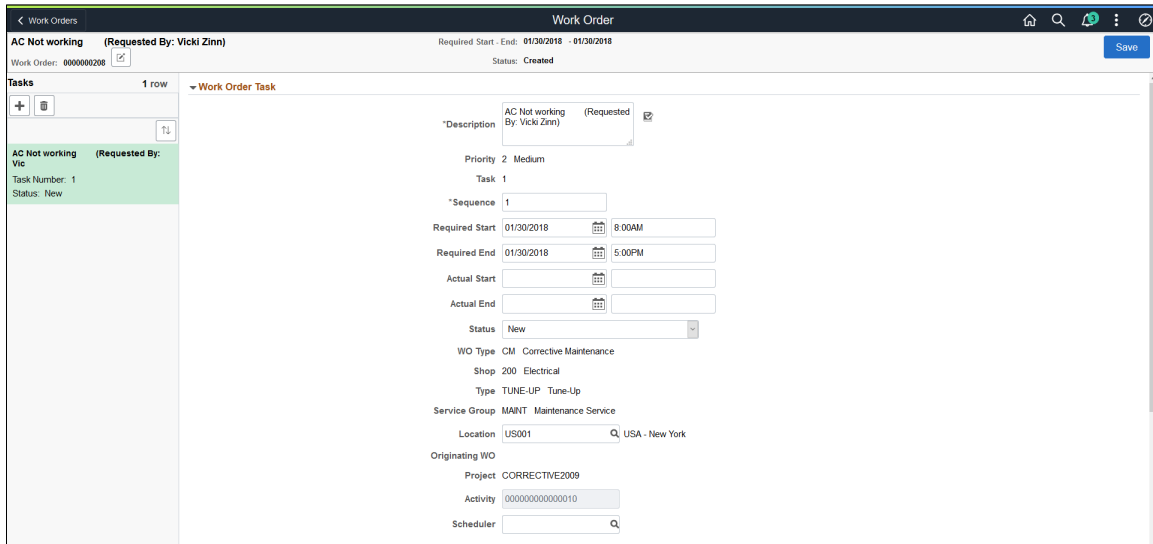 Work Orders
Work Order
3
AC Not working (Requested By: Vicki Zinn)
Required Start - End: 01/30/2018 - 01/30/2018
Save
Work Order: 0000000208
Status: Created
Tasks
1 row
Work Order Task
*Description AC Not working (Requested
By: Vicki Zinn)
AC Not working (Requested By:
Vic
Task Number: 1
Status: New
Priority 2 Medium
Task 1
*Sequence 1
Required Start 01/30/2018 8:00AM
Required End 01/30/2018 5:00PM
Actual Start
Actual End
Status New
WO Type CM Corrective Maintenance
Shop 200 Electrical
Type TUNE-UP Tune-Up
Service Group MAINT Maintenance Service
Location US001 USA - New York
Originating WO
Project CORRECTIVE2009
Activity 000000000000010
Scheduler